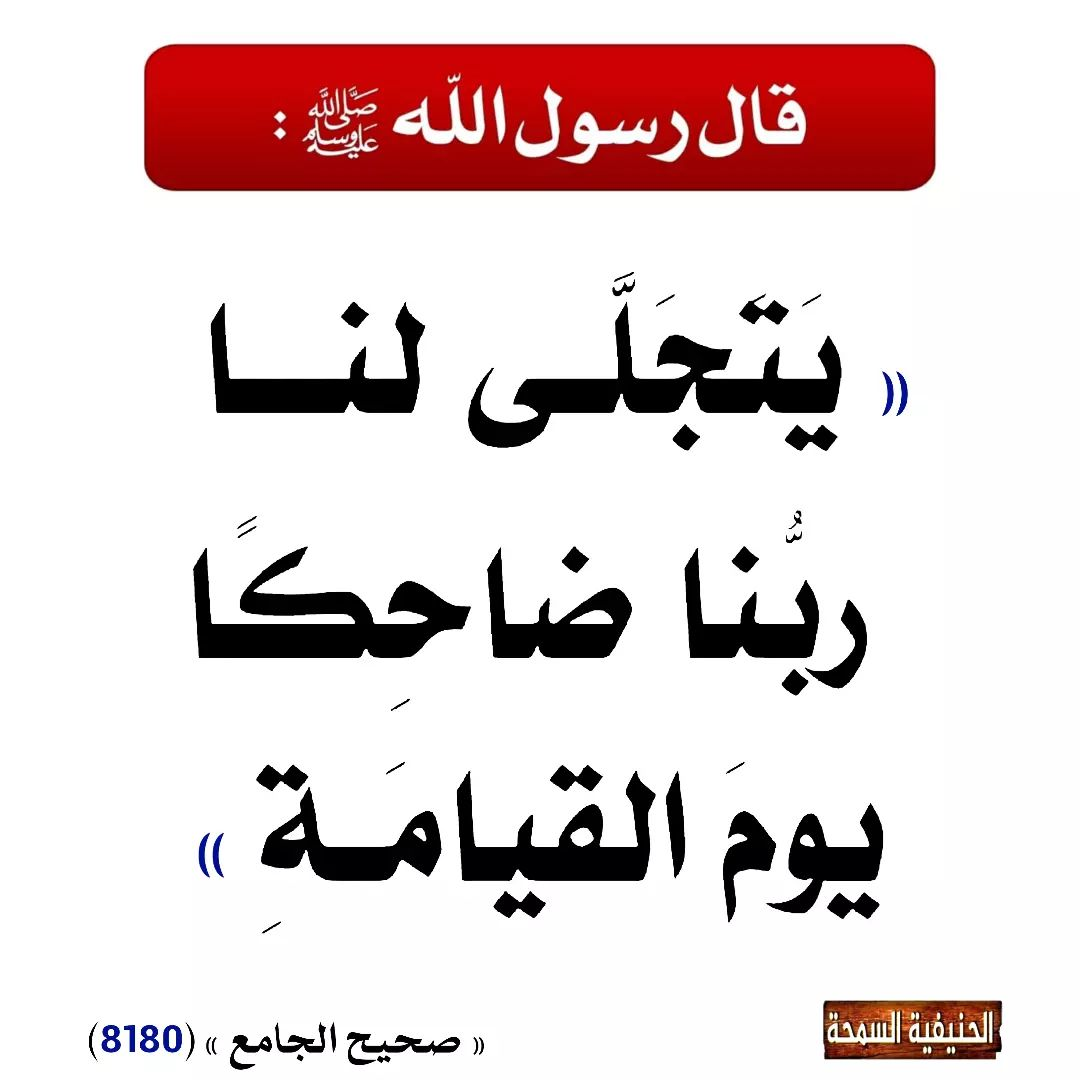 قال رسول الله ﷺ :
(( يَتَجَلَّى لنا
ربُّنا ضاحِكًا
يومَ القيامَةِ ))
« صحيح الجامع » (8180)
الحنيفية السمحة